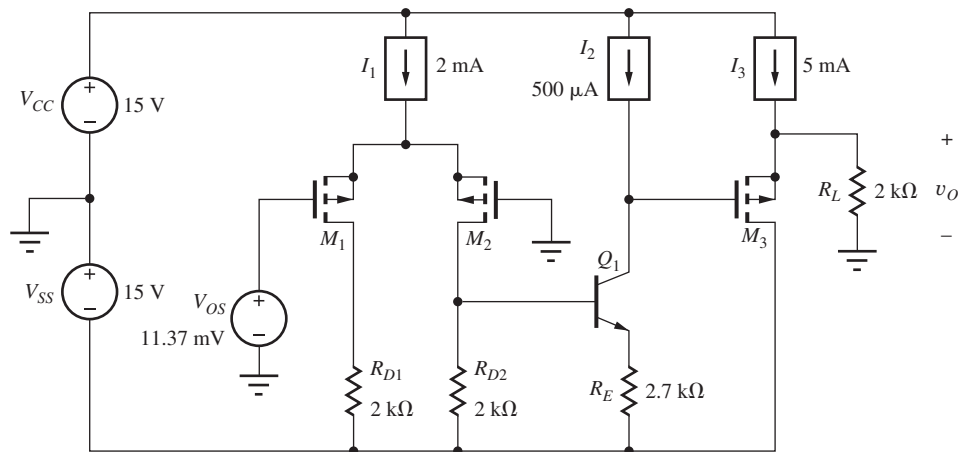 I1
2 mA
I2
500 μA
I3
5 mA
VCC
15 V
+
−
M1
M2
M3
RL
2 kΩ
+
vO
−
VSS
15 V
+
−
VOS
11.37 mV
+
−
Q1
RD1
2 kΩ
RD2
2 kΩ
RE
2.7 kΩ